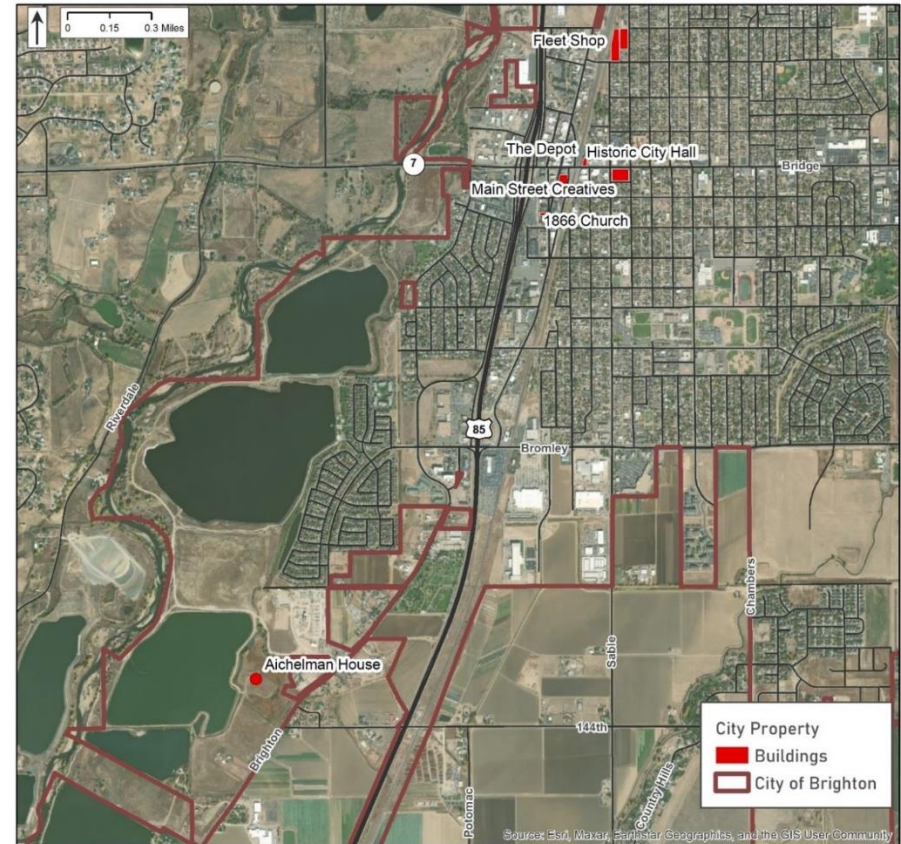 0 0.15 0.3 Miles
Fleet Shop
The Depot
Historic City Hall
7
Bridge
Main Street Creatives
1866 Church
Riverdale
85
Bromley
Chambers
Sable
Aichelman House
144th
Brighton
Potomac
Country Hills
City Property
Buildings
City of Brighton
Source: Esri, Maxar, Earthstar Geographics, and the GIS User Community